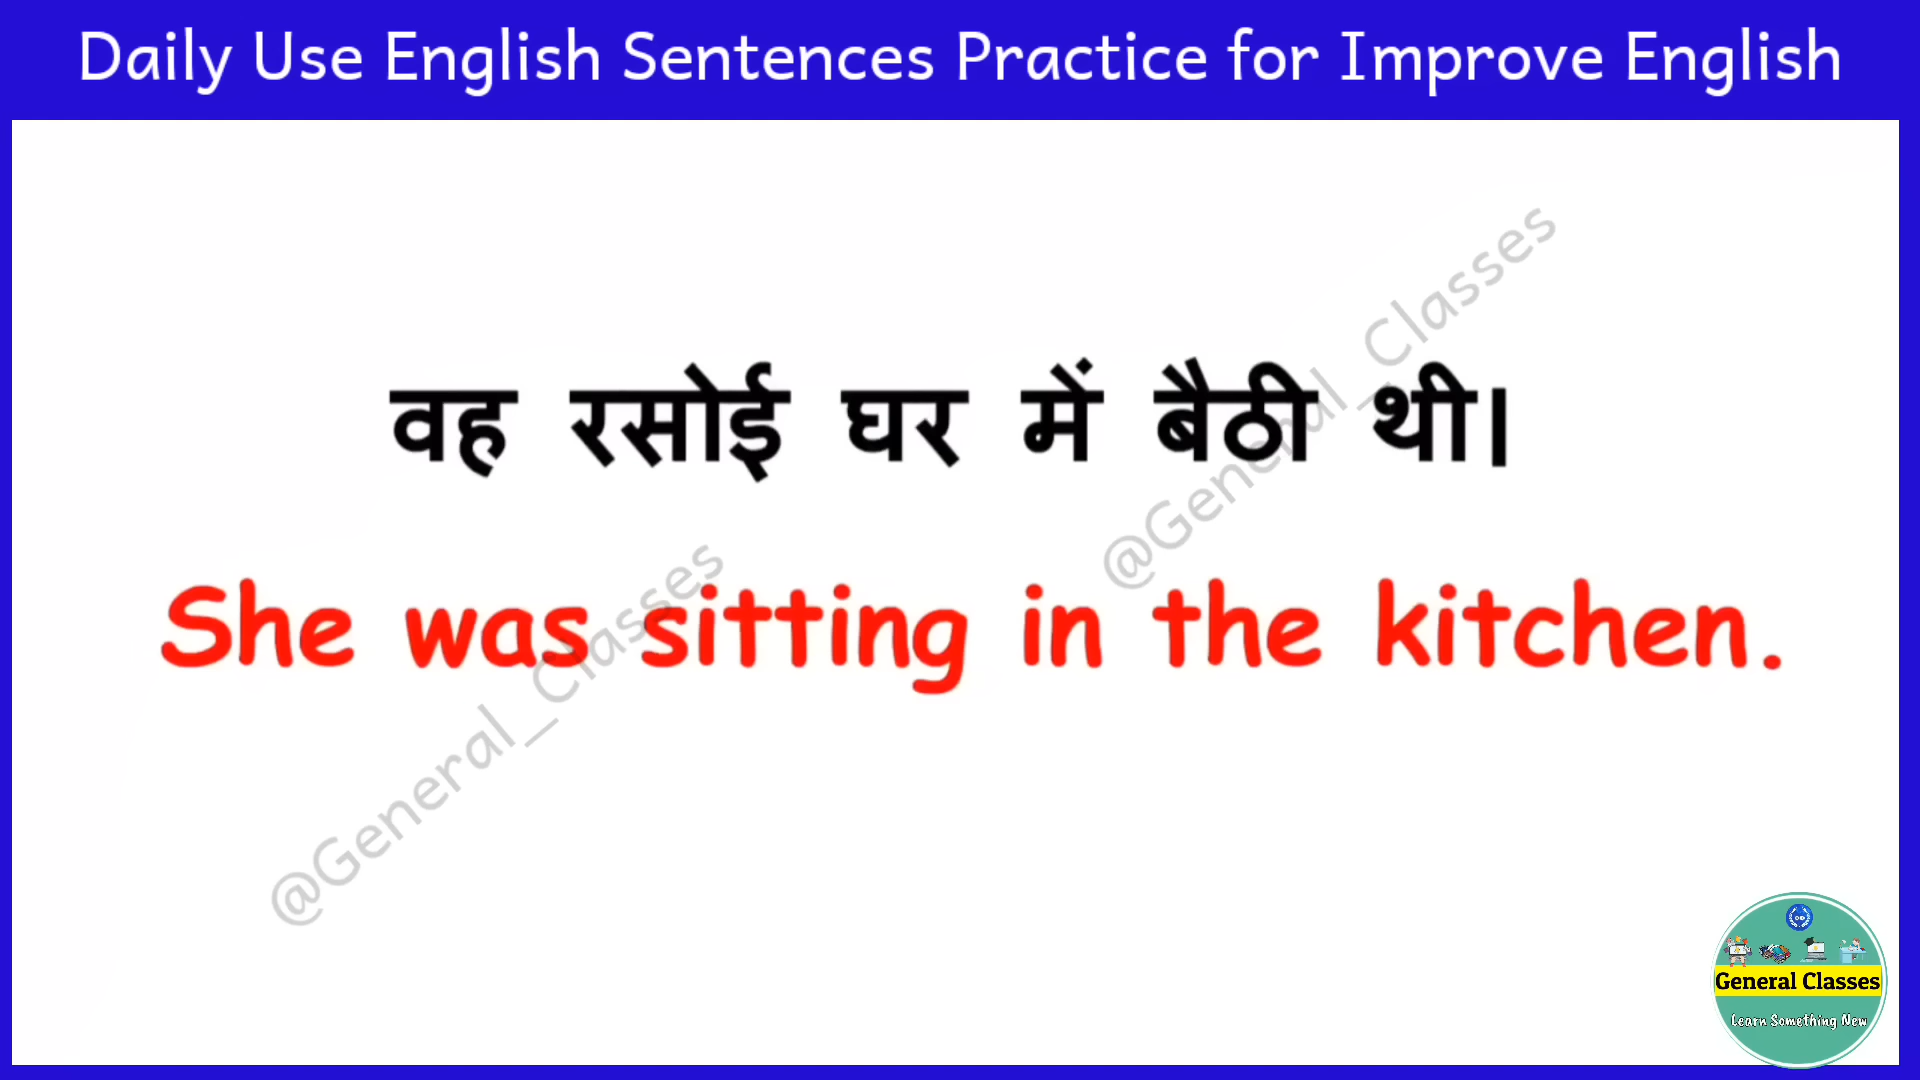 Daily Use English Sentences Practice for Improve English
वह रसोई घर में बैठी थी।
She was sitting in the kitchen.
@General_Classes
@General_Classes
General Classes
Learn Something New